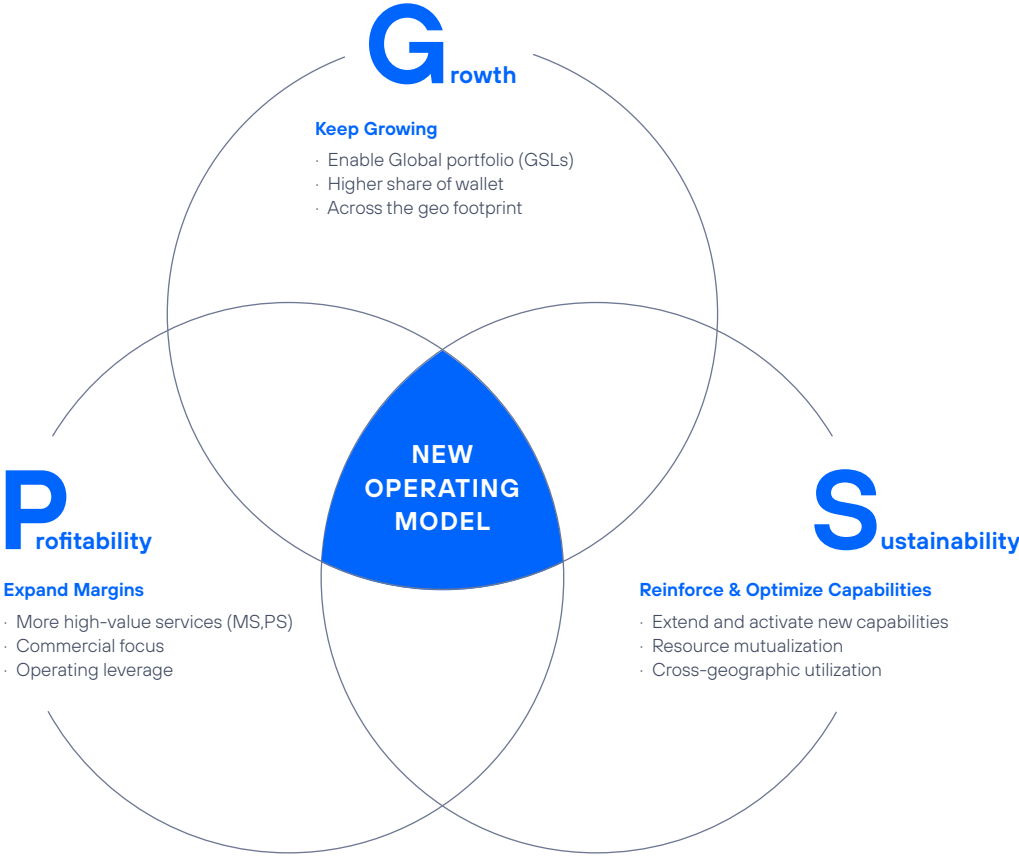 Growth
Keep Growing
· Enable Global portfolio (GSLs)
· Higher share of wallet
· Across the geo footprint
NEW
OPERATING
MODEL
Profitability
Expand Margins
· More high-value services (MS,PS)
· Commercial focus
· Operating leverage
Sustainability
Reinforce & Optimize Capabilities
· Extend and activate new capabilities
· Resource mutualization
· Cross-geographic utilization